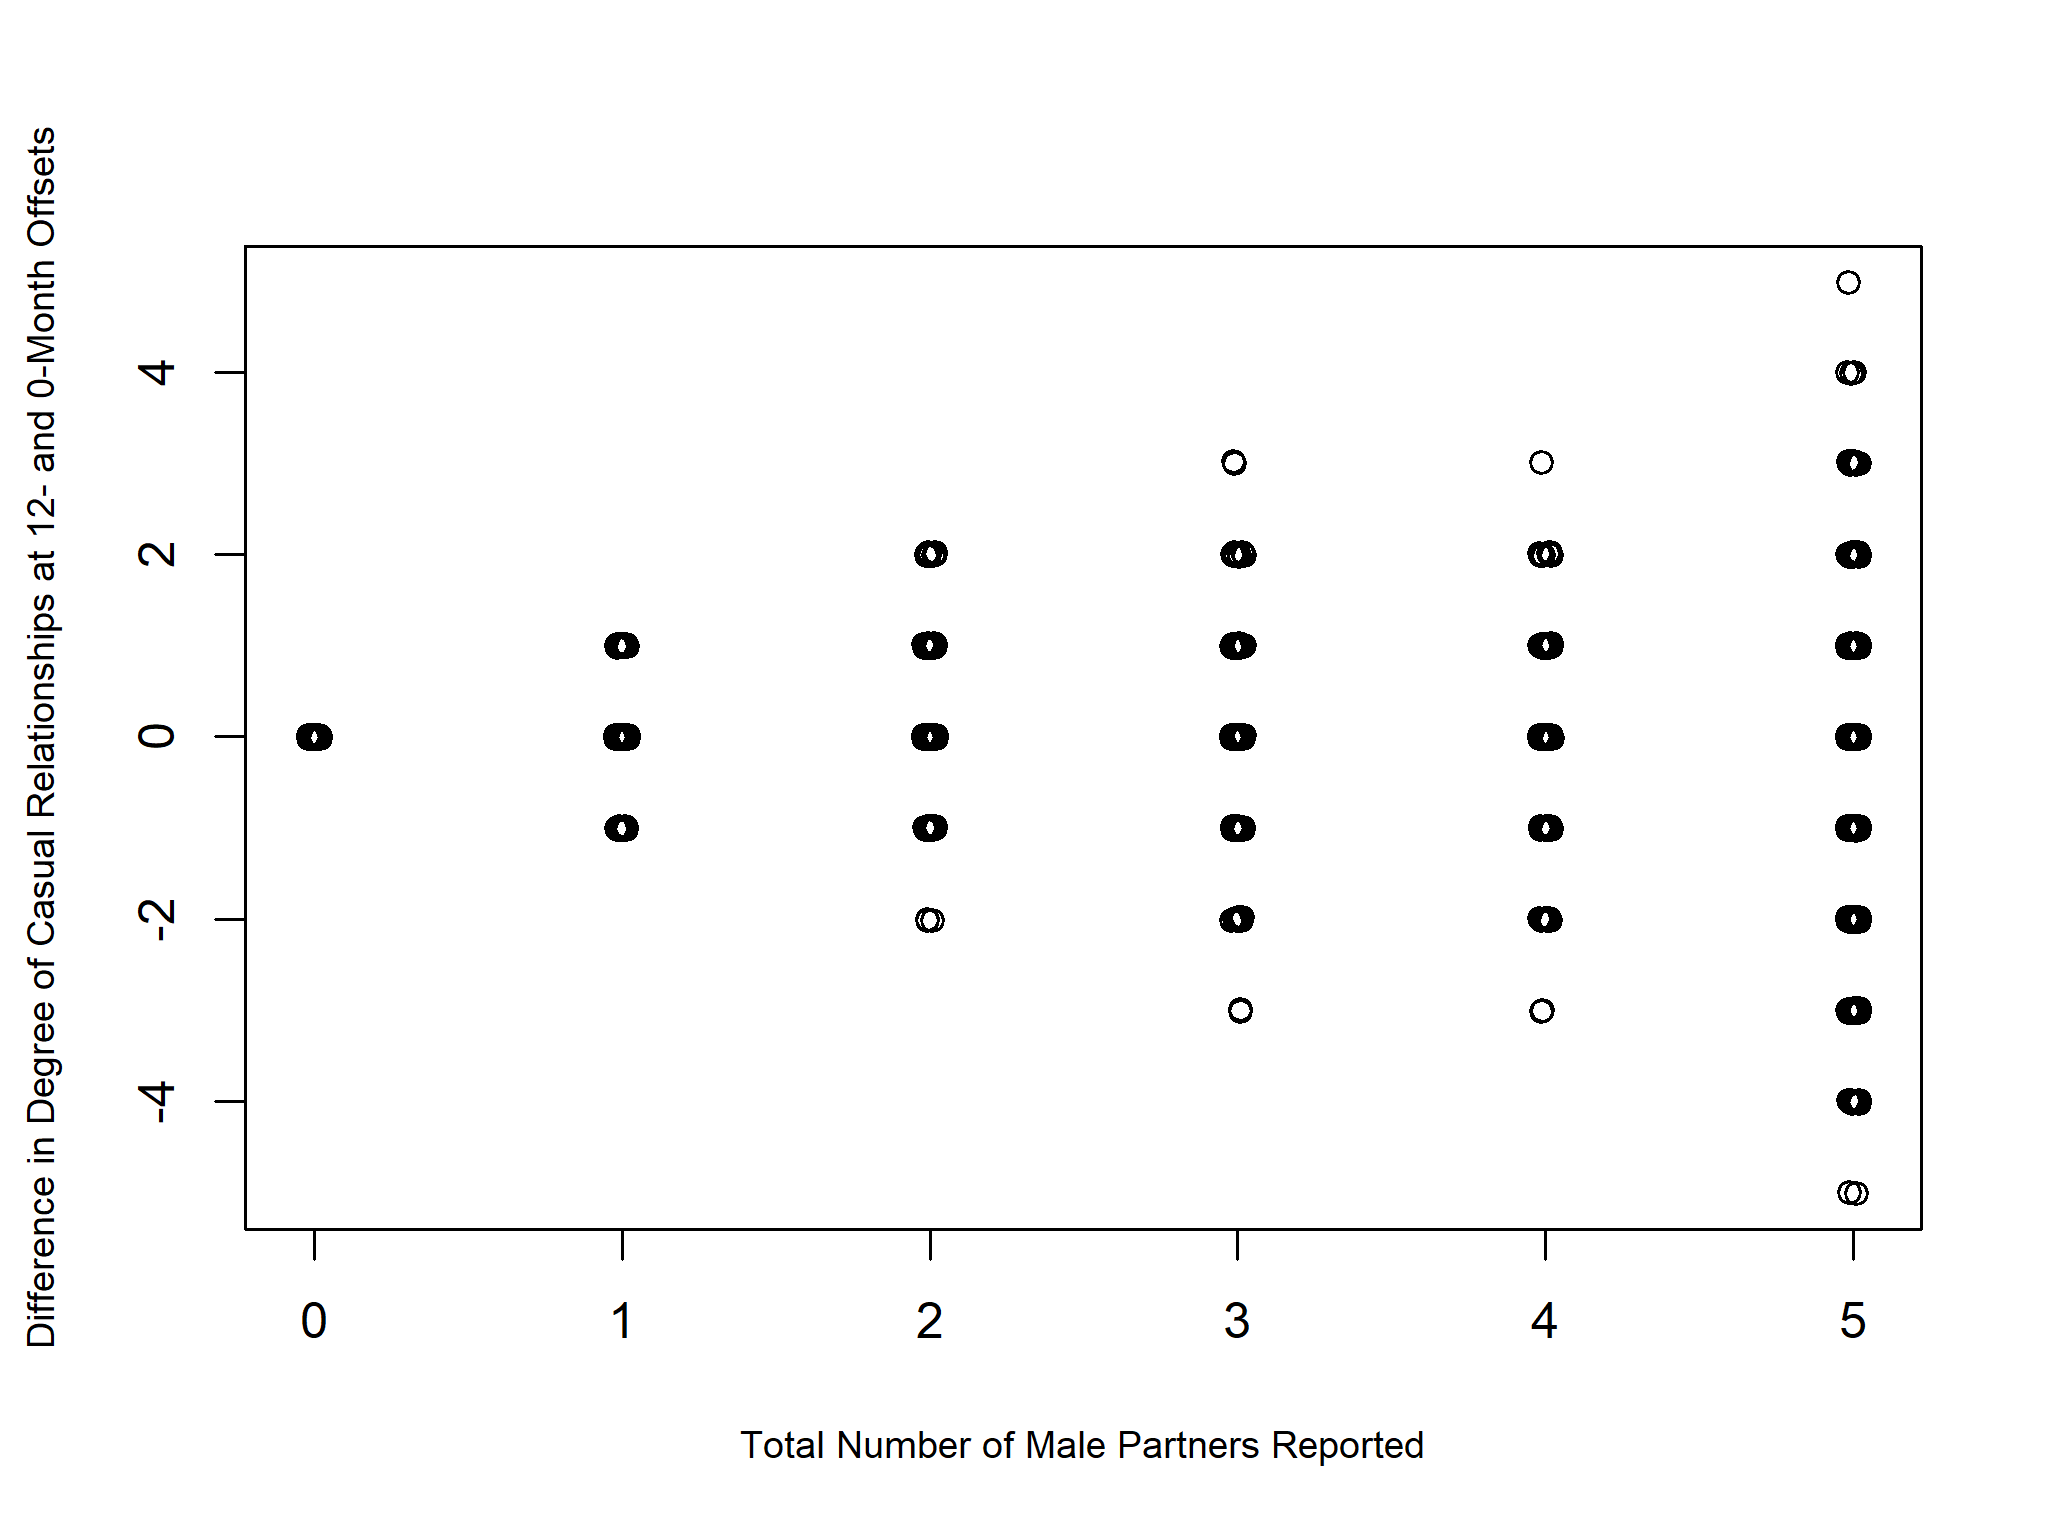 Difference in Degree of Casual Relationships at 12- and 0-Month Offsets
4
2
0
-2
-4
0 1 2 3 4 5
Total Number of Male Partners Reported